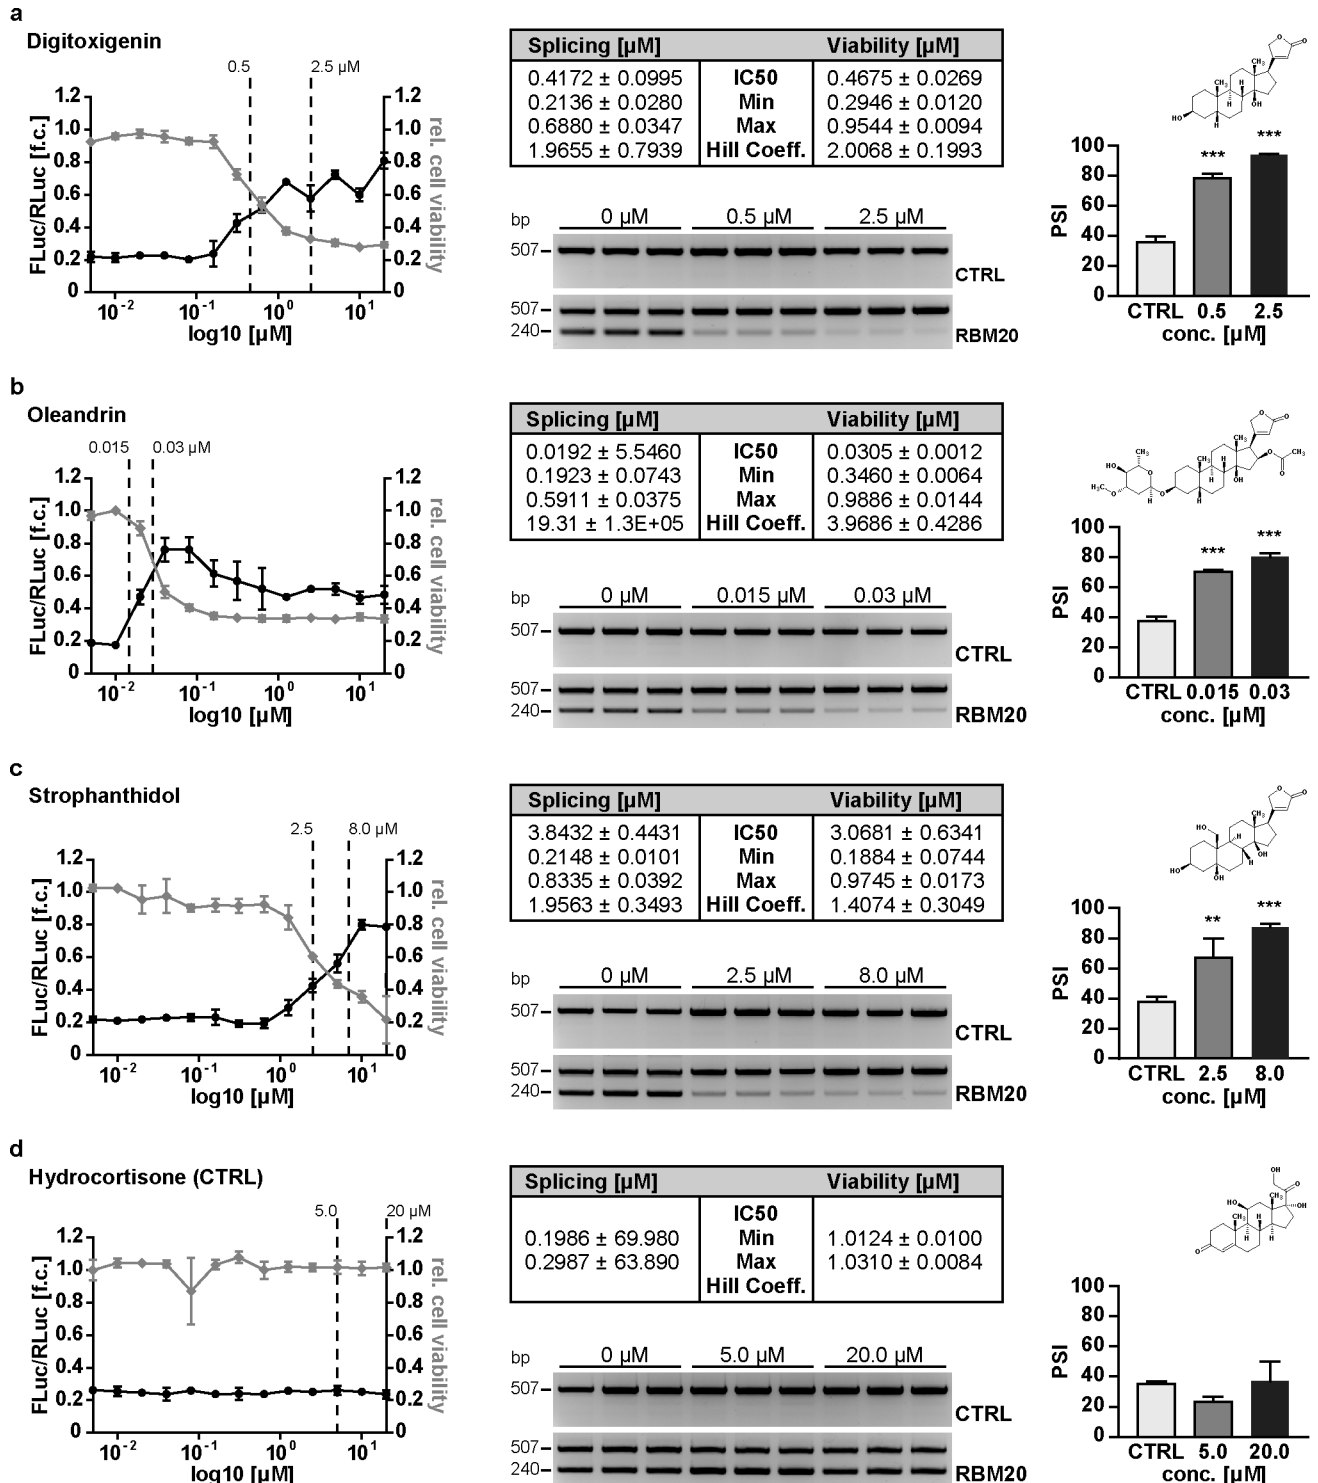 a
Digitoxigenin
0.5
2.5 µM
1.2
1.0
0.8
0.6
0.4
0.2
0
FLuc/RLuc [f.c.]
1.2
1.0
0.8
0.6
0.4
0.2
0
rel. cell viability
10-2 10-1 100 101
log10 [µM]
Splicing [µM] Viability [µM]
0.4172 ± 0.0995 IC50 0.4675 ± 0.0269
0.2136 ± 0.0280 Min 0.2946 ± 0.0120
0.6880 ± 0.0347 Max 0.9544 ± 0.0094
1.9655 ± 0.7939 Hill Coeff. 2.0068 ± 0.1993
bp 0 µM 0.5 µM 2.5 µM
507
CTRL
507
240
RBM20
O
O
CH3
CH3
H
H
OH
HO
H
*** ***
100
80
60
40
20
0
PSI
CTRL 0.5 2.5
conc. [µM]
b
Oleandrin
0.015 0.03 µM
1.2
1.0
0.8
0.6
0.4
0.2
0
FLuc/RLuc [f.c.]
1.2
1.0
0.8
0.6
0.4
0.2
0
rel. cell viability
10-2 10-1 100 101
log10 [µM]
Splicing [µM] Viability [µM]
0.0192 ± 5.5460 IC50 0.0305 ± 0.0012
0.1923 ± 0.0743 Min 0.3460 ± 0.0064
0.5911 ± 0.0375 Max 0.9886 ± 0.0144
19.31 ± 1.3E+05 Hill Coeff. 3.9686 ± 0.4286
bp 0 µM 0.015 µM 0.03 µM
507
CTRL
507
240
RBM20
O
O
CH3
CH3
O
CH3
O
H
H
OH
CH3
HO
O
H3C
O
H
O
H
*** ***
100
80
60
40
20
0
PSI
CTRL 0.015 0.03
conc. [µM]
c
Strophanthidol
2.5 8.0 µM
1.2
1.0
0.8
0.6
0.4
0.2
0
FLuc/RLuc [f.c.]
1.2
1.0
0.8
0.6
0.4
0.2
0
rel. cell viability
10-2 10-1 100 101
log10 [µM]
Splicing [µM] Viability [µM]
3.8432 ± 0.4431 IC50 3.0681 ± 0.6341
0.2148 ± 0.0101 Min 0.1884 ± 0.0744
0.8335 ± 0.0392 Max 0.9745 ± 0.0173
1.9563 ± 0.3493 Hill Coeff. 1.4074 ± 0.3049
bp 0 µM 2.5 µM 8.0 µM
507
CTRL
507
240
RBM20
O
O
CH3
HO
H
H
OH
HO
OH
** ***
100
80
60
40
20
0
PSI
CTRL 2.5 8.0
conc. [µM]
d
Hydrocortisone (CTRL)
5.0 20 µM
1.2
1.0
0.8
0.6
0.4
0.2
0
FLuc/RLuc [f.c.]
1.2
1.0
0.8
0.6
0.4
0.2
0
rel. cell viability
10-2 10-1 100 101
log10 [µM]
Splicing [µM] Viability [µM]
IC50
0.1986 ± 69.980 Min 1.0124 ± 0.0100
0.2987 ± 63.890 Max 1.0310 ± 0.0084
Hill Coeff.
bp 0 µM 5.0 µM 20.0 µM
507
CTRL
507
240
RBM20
OH
O
CH3
OH
HO
CH3
H
H
H
O
100
80
60
40
20
0
PSI
CTRL 5.0 20.0
conc. [µM]